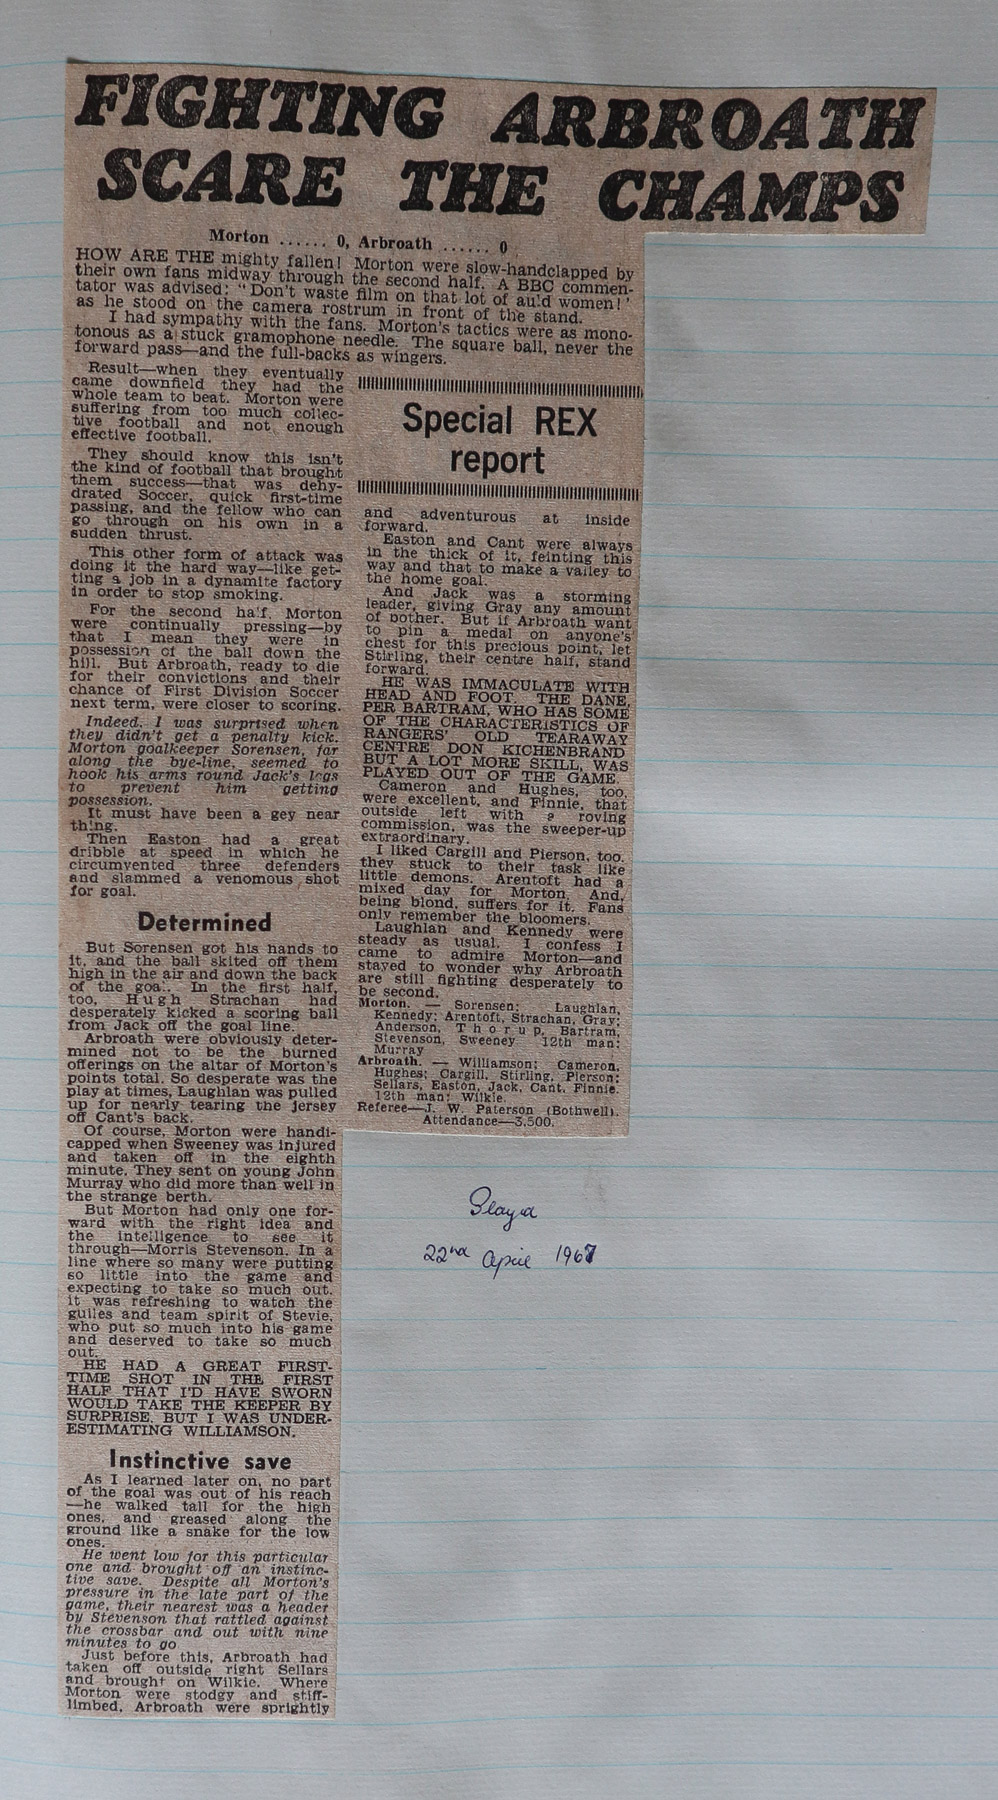 FIGHTING ARBROATH
SCARE THE CHAMPS
Morton ...... 0, Arbroath ...... 0
HOW ARE THE mighty fallen! Morton were slow-handclapped by
their own fans midway through the second half. A BBC commen-
tator was advised: "Don't waste film on that lot of auld women!"
as he stood on the camera rostrum in front of the stand.
I had sympathy with the fans. Morton's tactics were as mono-
tonous as a stuck gramophone needle. The square ball, never the
forward pass—and the full-backs as wingers.
Result—when they eventually
came downfield they had the
whole team to beat. Morton were
suffering from too much collec-
tive football and not enough
effective football.
They should know this isn't
the kind of football that brought
them success—that was dehy-
drated Soccer, quick first-time
passing, and the fellow who can
go through on his own in a
sudden thrust.
This other form of attack was
doing it the hard way—like get-
ting a job in a dynamite factory
in order to stop smoking.
For the second half, Morton
were continually pressing—by
that I mean they were in
possession of the ball down the
hill. But Arbroath, ready to die
for their convictions and their
chance of First Division Soccer
next term, were closer to scoring.
Indeed, I was surprised when
they didn't get a penalty kick.
Morton goalkeeper Sorensen, far
along the bye-line, seemed to
hook his arms round Jack's legs
to prevent him getting
possession.
It must have been a gey near
thing.
Then Easton had a great
dribble at speed in which he
circumvented three defenders
and slammed a venomous shot
for goal.
Determined
But Sorensen got his hands to
it, and the ball skited off them
high in the air and down the back
of the goal. In the first half,
too, Hugh Strachan had
desperately kicked a scoring ball
from Jack off the goal line.
Arbroath were obviously deter-
mined not to be the burned
offerings on the altar of Morton's
points total. So desperate was the
play at times, Laughlan was pulled
up for nearly tearing the jersey
off Cant's back.
Of course, Morton were handi-
capped when Sweeney was injured
and taken off in the eighth
minute. They sent on young John
Murray who did more than well in
the strange berth.
But Morton had only one for-
ward with the right idea and
the intelligence to see it
through—Morris Stevenson. In a
line where so many were putting
so little into the game and
expecting to take so much out,
it was refreshing to watch the
guiles and team spirit of Stevie,
who put so much into his game
and deserved to take so much
out.
HE HAD A GREAT FIRST-
TIME SHOT IN THE FIRST
HALF THAT I'D HAVE SWORN
WOULD TAKE THE KEEPER BY
SURPRISE, BUT I WAS UNDER-
ESTIMATING WILLIAMSON.
Instinctive save
As I learned later on, no part
of the goal was out of his reach
—he walked tall for the high
ones, and greased along the
ground like a snake for the low
ones.
He went low for this particular
one and brought off an instinc-
tive save. Despite all Morton's
pressure in the late part of the
game, their nearest was a header
by Stevenson that rattled against
the crossbar and out with nine
minutes to go
Just before this, Arbroath had
taken off outside right Sellars
and brought on Wilkie. Where
Morton were stodgy and stiff-
limbed, Arbroath were sprightly
Special REX
report
and adventurous at inside
forward.
Easton and Cant were always
in the thick of it, feinting this
way and that to make a valley to
the home goal.
And Jack was a storming
leader, giving Gray any amount
of bother. But if Arbroath want
to pin a medal on anyone's
chest for this precious point, let
Stirling, their centre half, stand
forward.
HE WAS IMMACULATE WITH
HEAD AND FOOT. THE DANE,
PER BARTRAM, WHO HAS SOME
OF THE CHARACTERISTICS OF
RANGERS' OLD TEARAWAY
CENTRE DON KICHENBRAND
BUT A LOT MORE SKILL, WAS
PLAYED OUT OF THE GAME.
Cameron and Hughes, too,
were excellent, and Finnie, that
outside left with a roving
commission, was the sweeper-up
extraordinary.
I liked Cargill and Pierson, too,
they stuck to their task like
little demons. Arentoft had a
mixed day for Morton. And,
being blond, suffers for it. Fans
only remember the bloomers.
Laughlan and Kennedy were
steady as usual. I confess I
came to admire Morton—and
stayed to wonder why Arbroath
are still fighting desperately to
be second.
Morton. — Sorensen; Laughlan,
Kennedy; Arentoft, Strachan, Gray;
Anderson, Thorup, Bartram,
Stevenson, Sweeney 12th man:
Murray
Arbroath. — Williamson; Cameron,
Hughes; Cargill, Stirling, Pierson;
Sellars, Easton, Jack, Cant, Finnie.
12th man: Wilkie.
Referee—J. W. Paterson (Bothwell).
Attendance—3,500.
Played
22nd April 1967